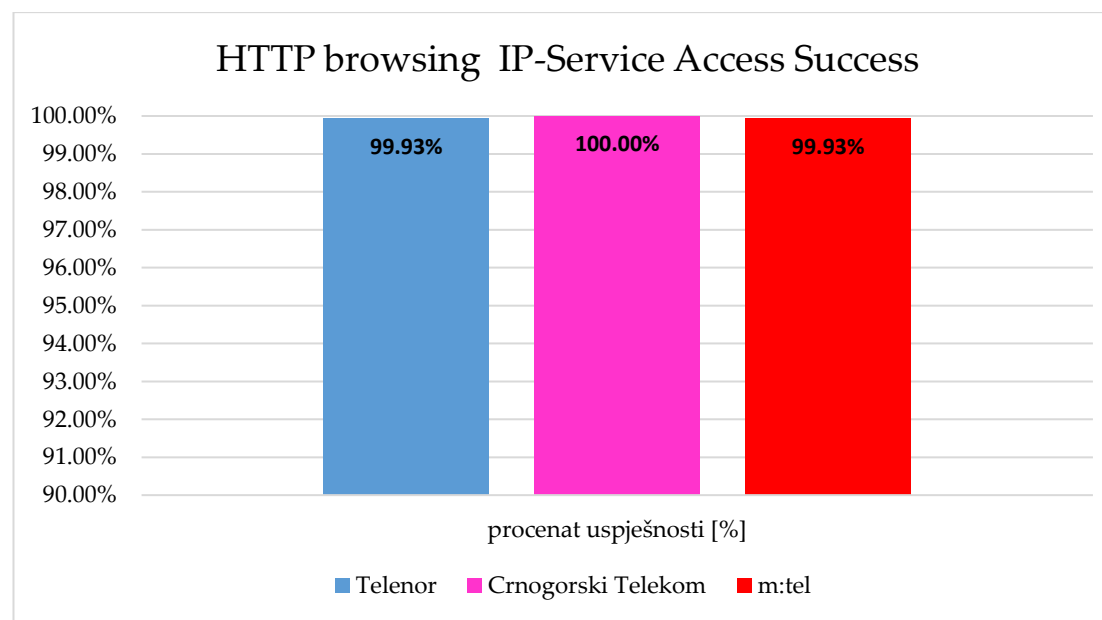 HTTP browsing  IP-Service Access Success
100.00%
99.00%
98.00%
97.00%
96.00%
95.00%
94.00%
93.00%
92.00%
91.00%
90.00%
99.93%
100.00%
99.93%
procenat uspješnosti [%]
Telenor
Crnogorski Telekom
m:tel